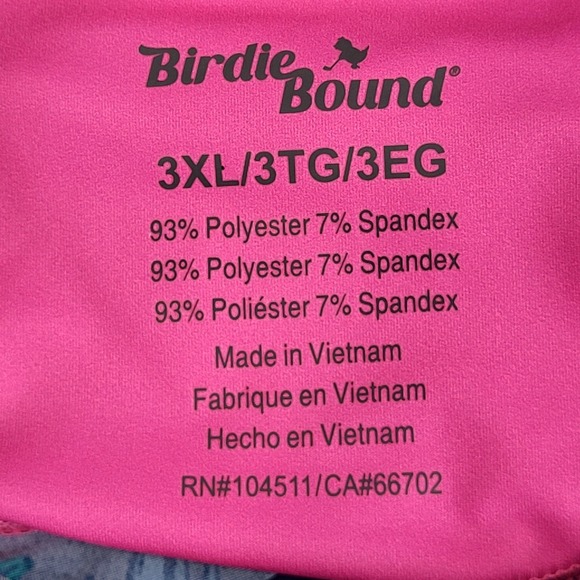 Birdie
Bound®
3XL/3TG/3EG
93% Polyester 7% Spandex
93% Polyester 7% Spandex
93% Poliéster 7% Spandex
Made in Vietnam
Fabrique en Vietnam
Hecho en Vietnam
RN#104511/CA#66702